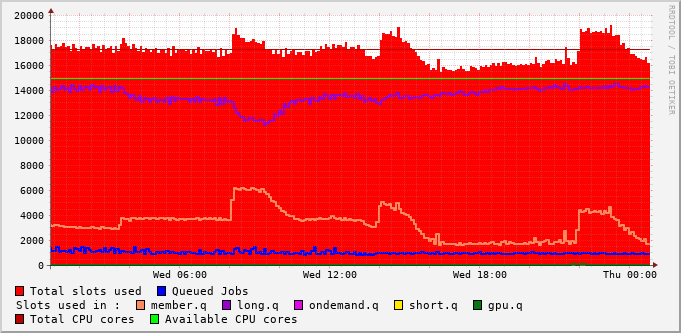 20000
18000
16000
14000
12000
10000
8000
6000
4000
2000
0
Wed 06:00 Wed 12:00 Wed 18:00 Thu 00:00
RRDTOOL / TOBI OETIKER
Total slots used Queued Jobs
Slots used in : member.q long.q ondemand.q short.q gpu.q
Total CPU cores Available CPU cores